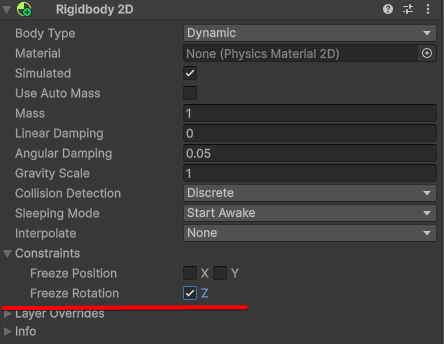 Rigidbody 2D
Body Type Dynamic
Material None (Physics Material 2D)
Simulated
Use Auto Mass
Mass 1
Linear Damping 0
Angular Damping 0.05
Gravity Scale 1
Collision Detection Discrete
Sleeping Mode Start Awake
Interpolate None
Constraints
Freeze Position X Y
Freeze Rotation Z
Layer Overrides
Info